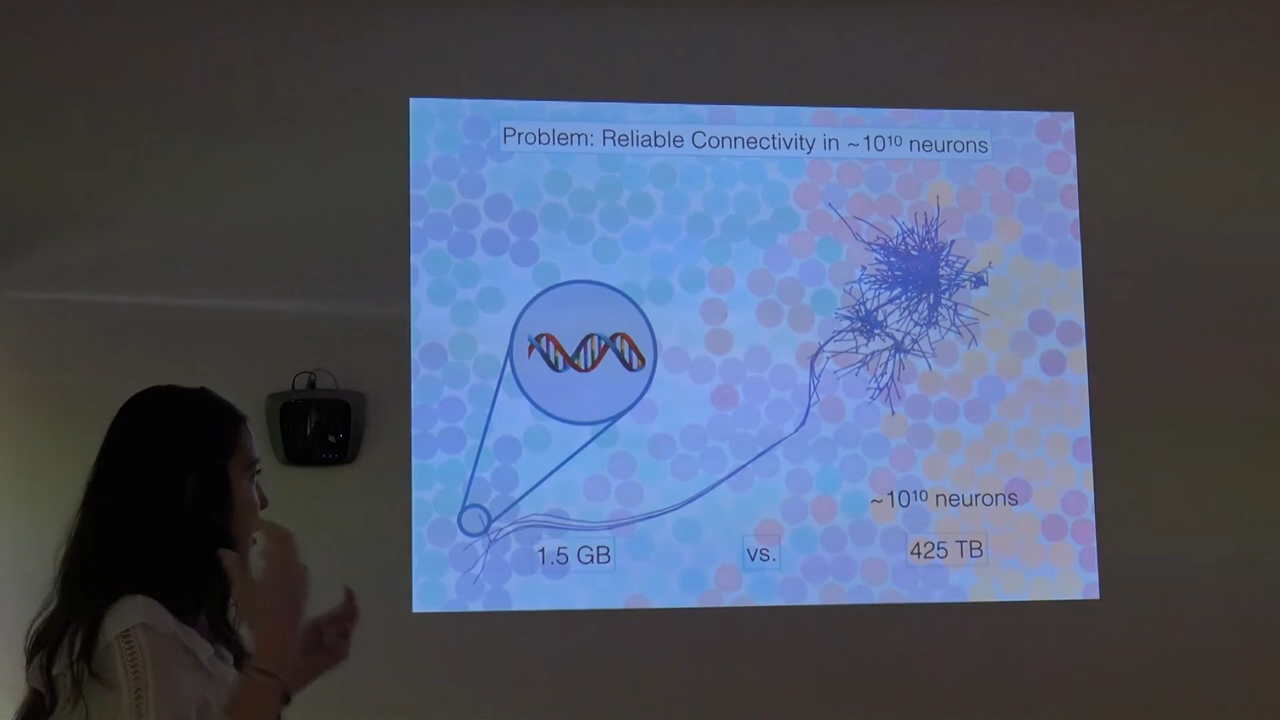 Problem: Reliable Connectivity in ~10¹⁰ neurons
~10¹⁰ neurons
1.5 GB vs. 425 TB